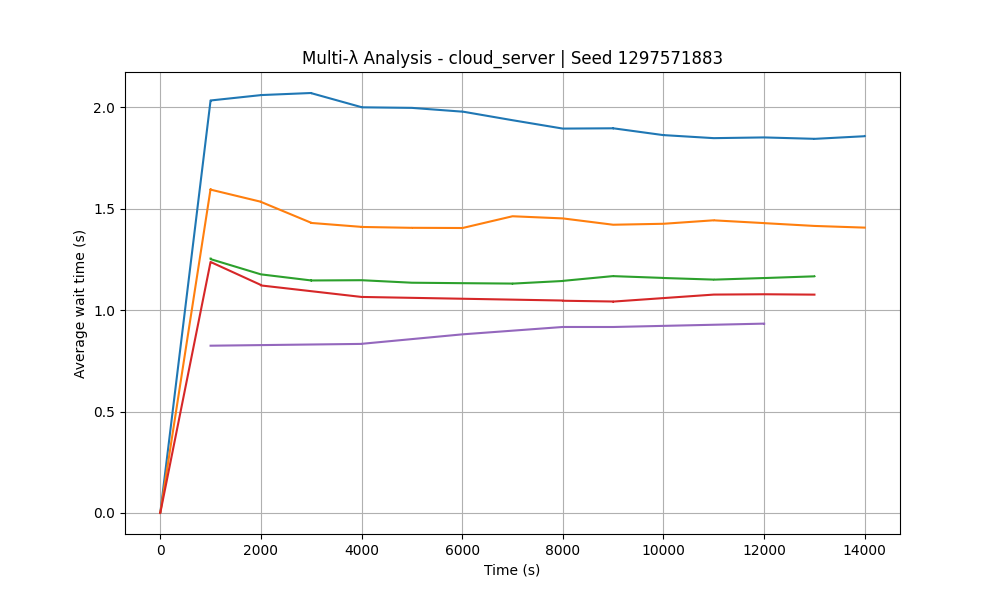 Multi-λ Analysis - cloud_server | Seed 1297571883
Average wait time (s)
2.0
1.5
1.0
0.5
0.0
0 2000 4000 6000 8000 10000 12000 14000
Time (s)